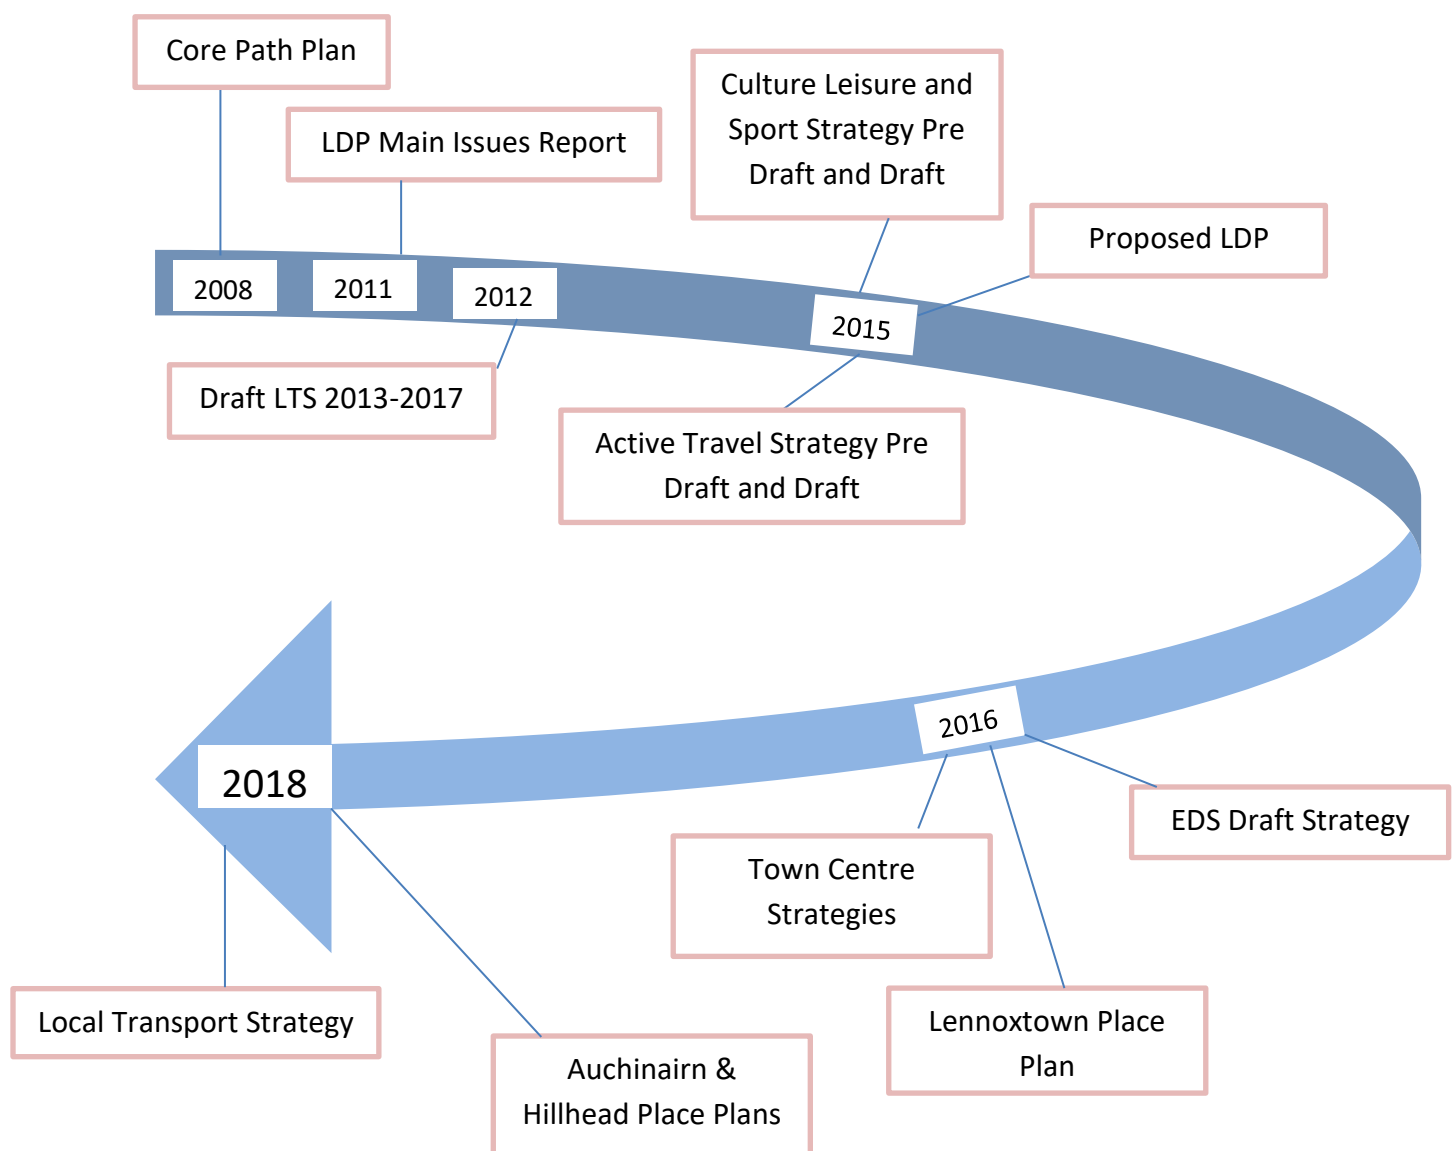 Core Path Plan
LDP Main Issues Report
Culture Leisure and
Sport Strategy Pre
Draft and Draft
Proposed LDP
2008
2011
2012
2015
Draft LTS 2013-2017
Active Travel Strategy Pre
Draft and Draft
2016
2018
EDS Draft Strategy
Town Centre
Strategies
Lennoxtown Place
Plan
Local Transport Strategy
Auchinairn &
Hillhead Place Plans